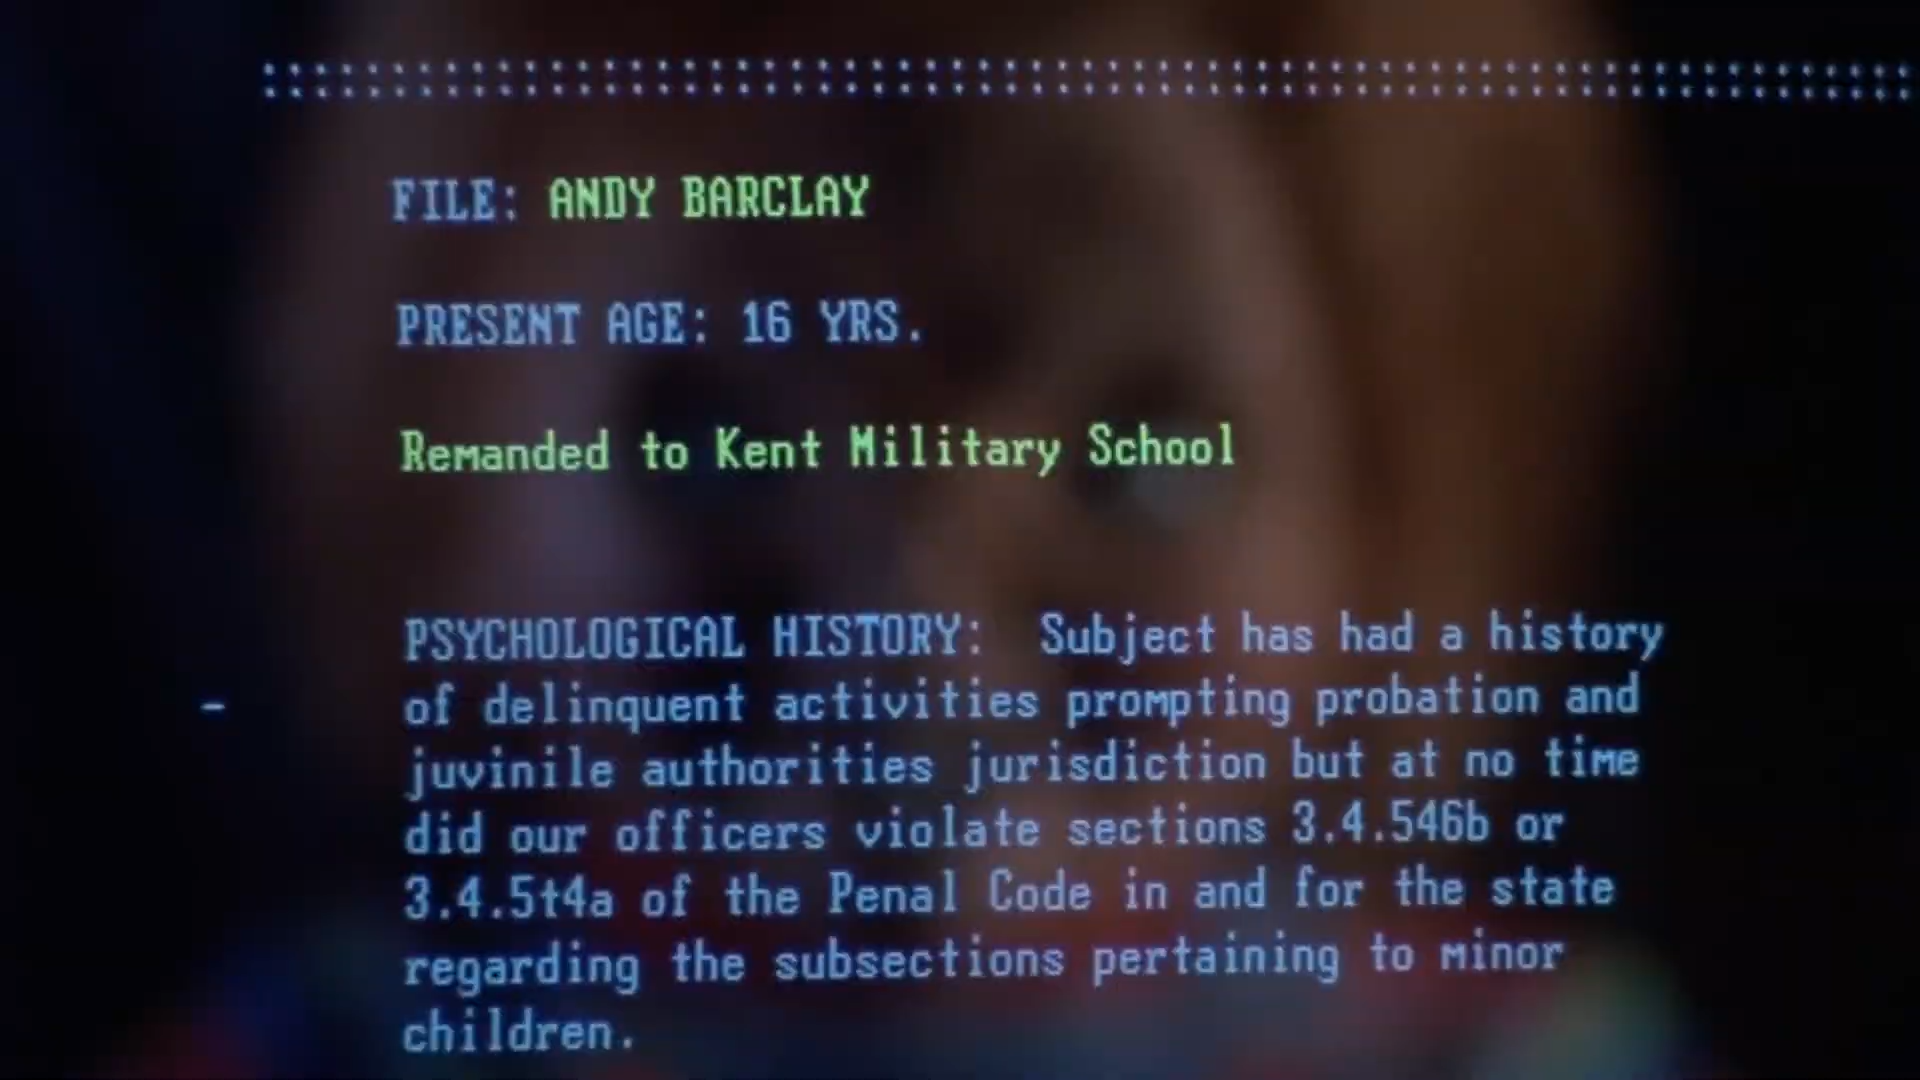 FILE: ANDY BARCLAY
PRESENT AGE: 16 YRS.
Remanded to Kent Military School
PSYCHOLOGICAL HISTORY: Subject has had a history
of delinquent activities prompting probation and
juvinile authorities jurisdiction but at no time
did our officers violate sections 3.4.546b or
3.4.5t4a of the Penal Code in and for the state
regarding the subsections pertaining to minor
children.